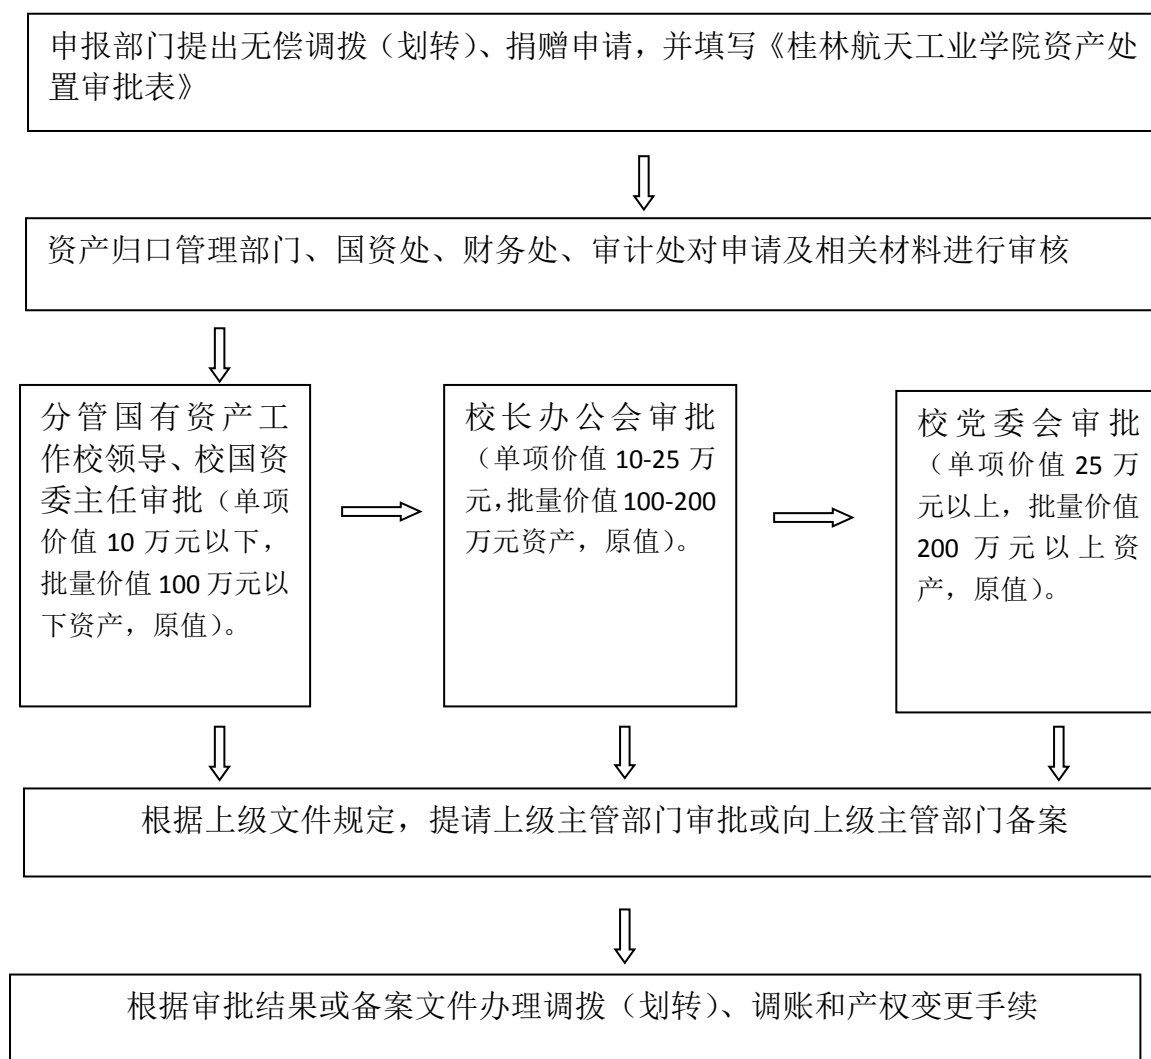 申报部门提出无偿调拨（划转）、捐赠申请，并填写《桂林航天工业学院资产处
置审批表》
资产归口管理部门、国资处、财务处、审计处对申请及相关材料进行审核
分管国有资产工
作校领导、校国资
委主任审批（单项
价值 10 万元以下，
批量价值 100 万元以
下资产，原值）。
校长办公会审批
（单项价值 10-25 万
元，批量价值 100-200
万元资产，原值）。
校党委会审批
（单项价值 25 万
元以上，批量价值
200 万元以上资
产，原值）。
根据上级文件规定，提请上级主管部门审批或向上级主管部门备案
根据审批结果或备案文件办理调拨（划转）、调账和产权变更手续